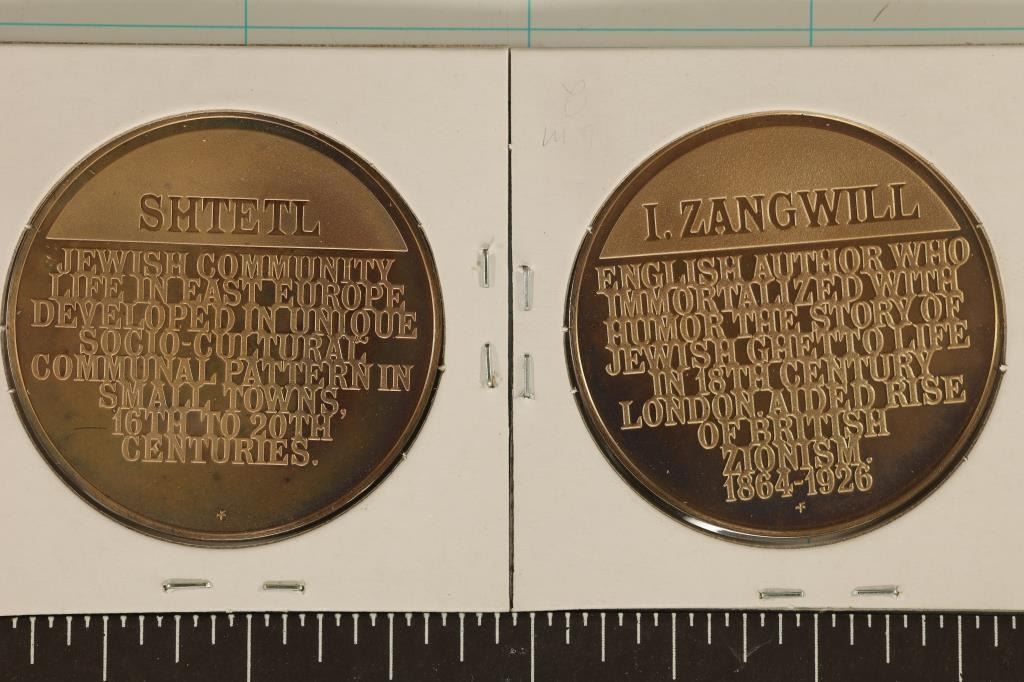 SHTETL
JEWISH COMMUNITY
LIFE IN EAST EUROPE
DEVELOPED IN UNIQUE
SOCIO-CULTURAL
COMMUNAL PATTERN IN
SMALL TOWNS,
16TH TO 20TH
CENTURIES.
I. ZANGWILL
ENGLISH AUTHOR WHO
IMMORTALIZED WITH
HUMOR THE STORY OF
JEWISH GHETTO LIFE
IN 18TH CENTURY
LONDON. AIDED RISE
OF BRITISH
ZIONISM.
1864-1926